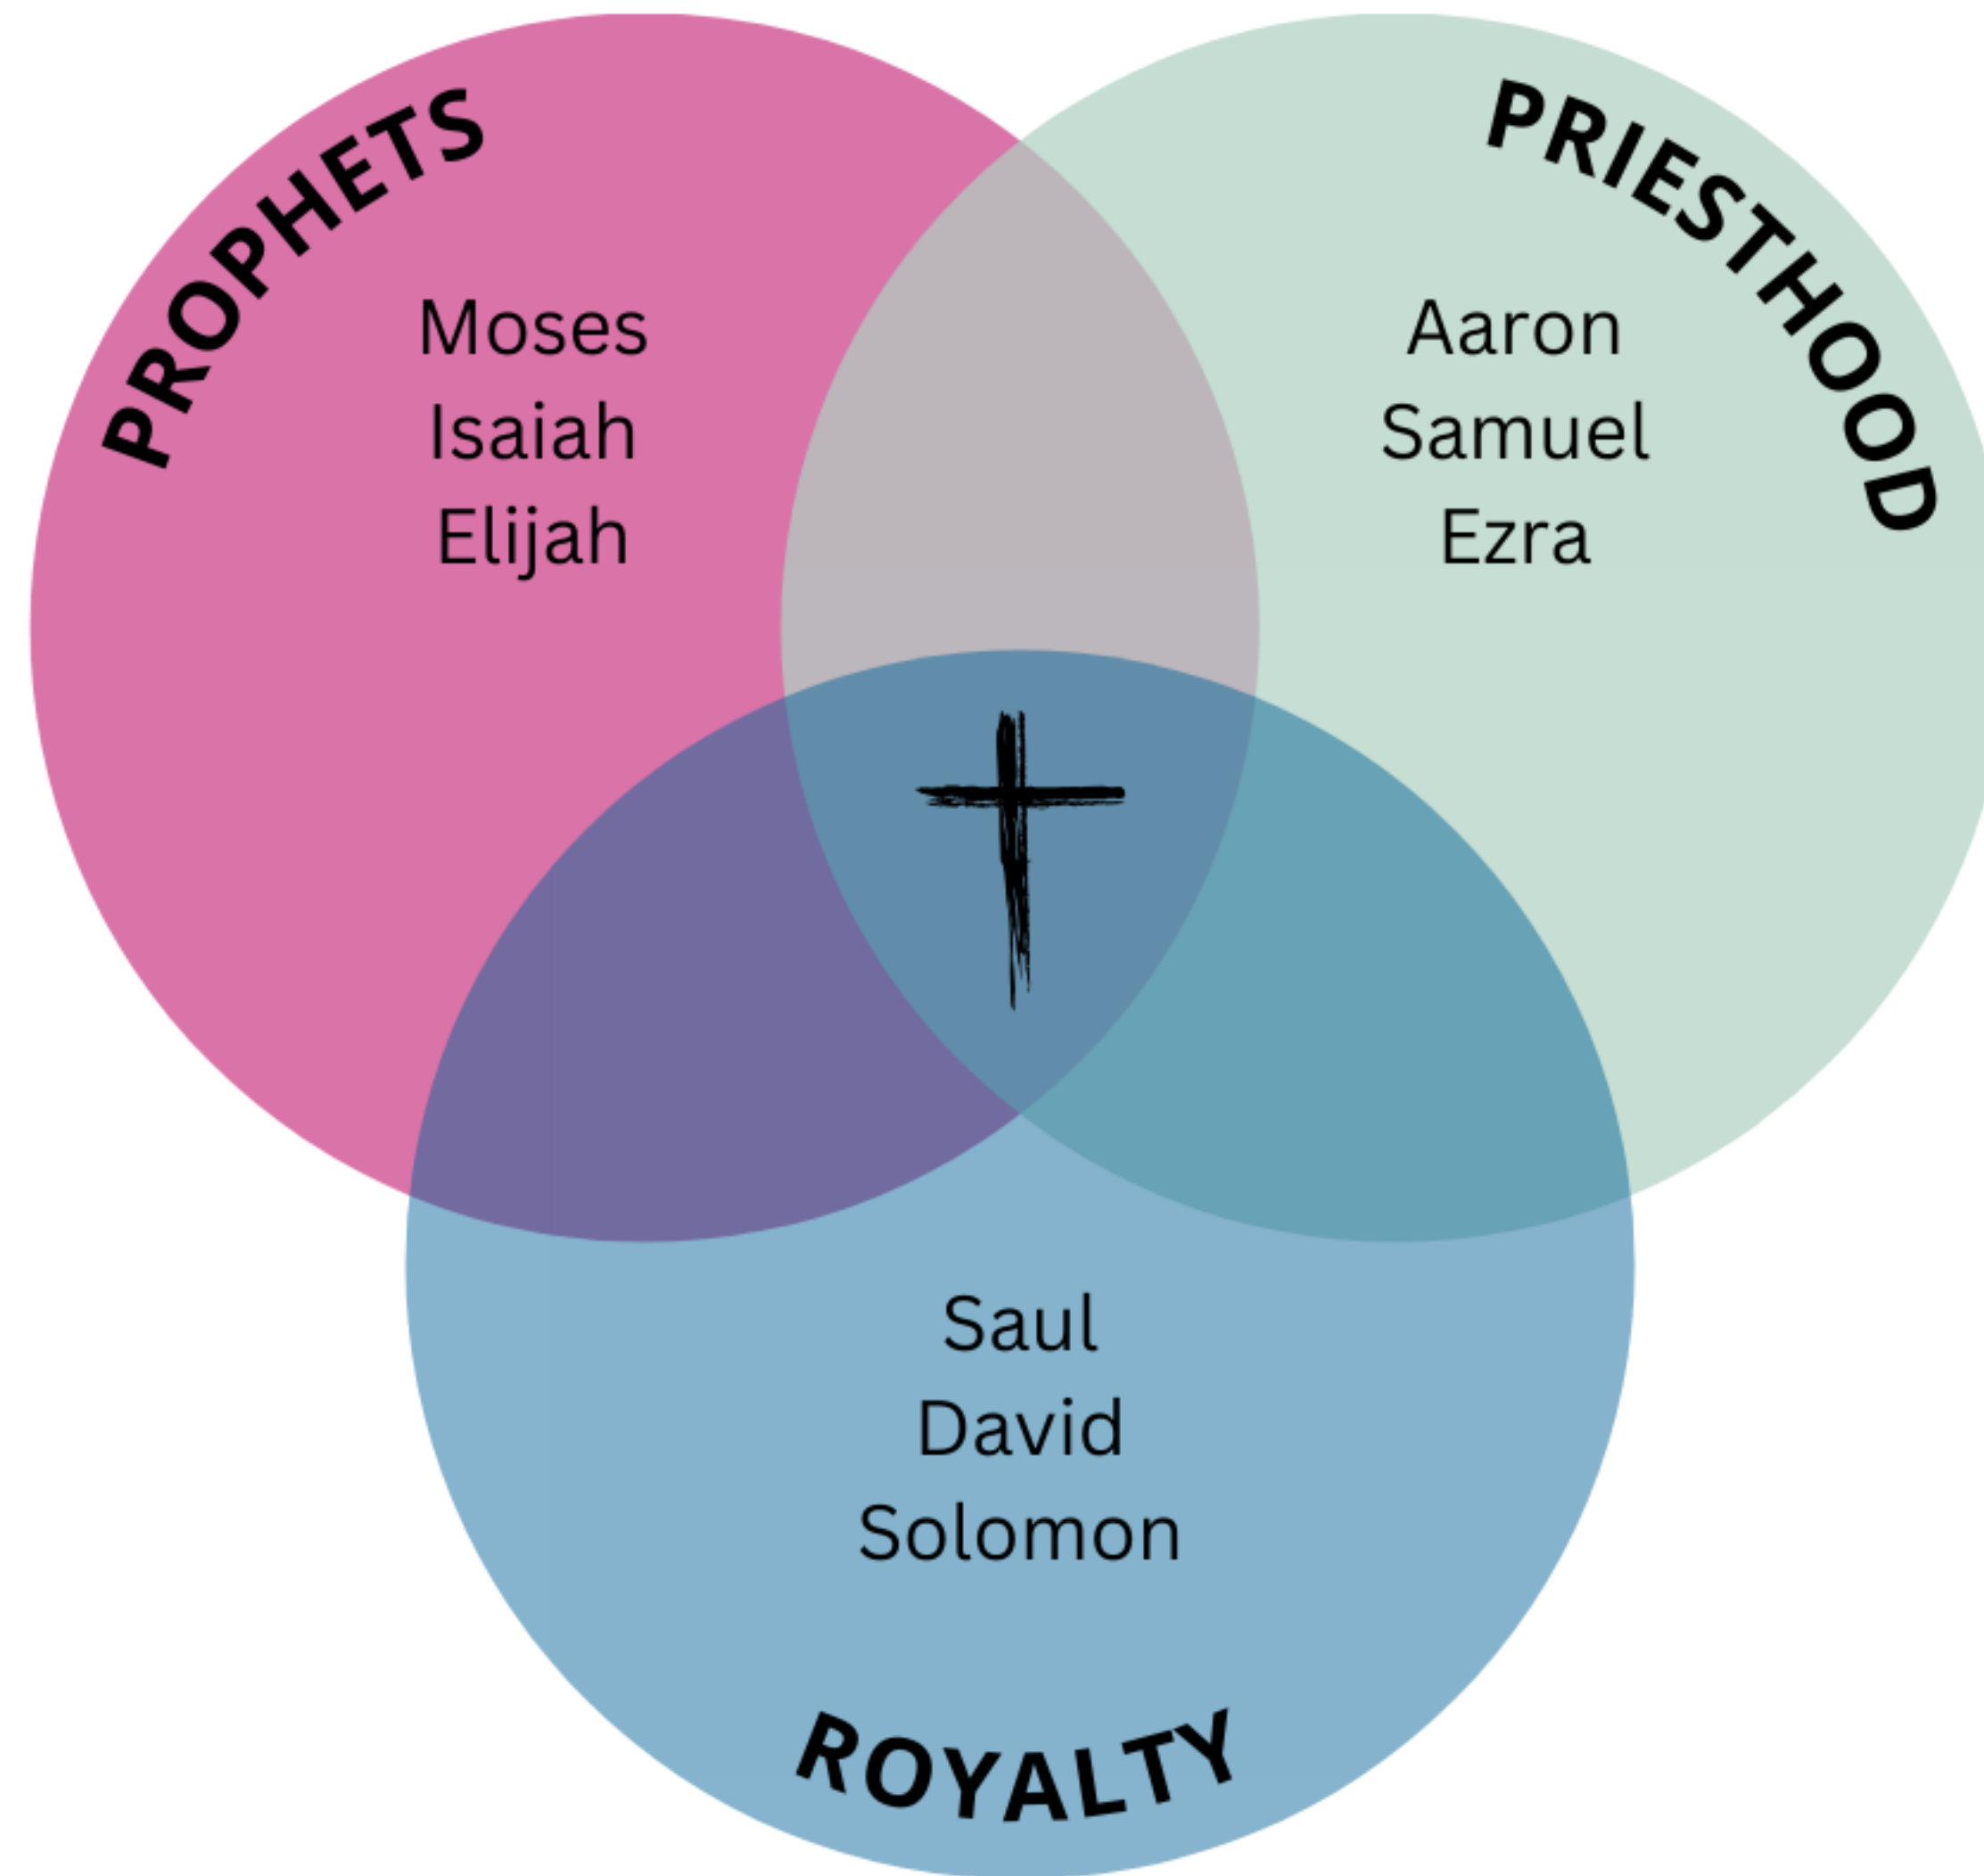 PROPHETS
Moses
Isaiah
Elijah
PRIESTHOOD
Aaron
Samuel
Ezra
Saul
David
Solomon
ROYALTY